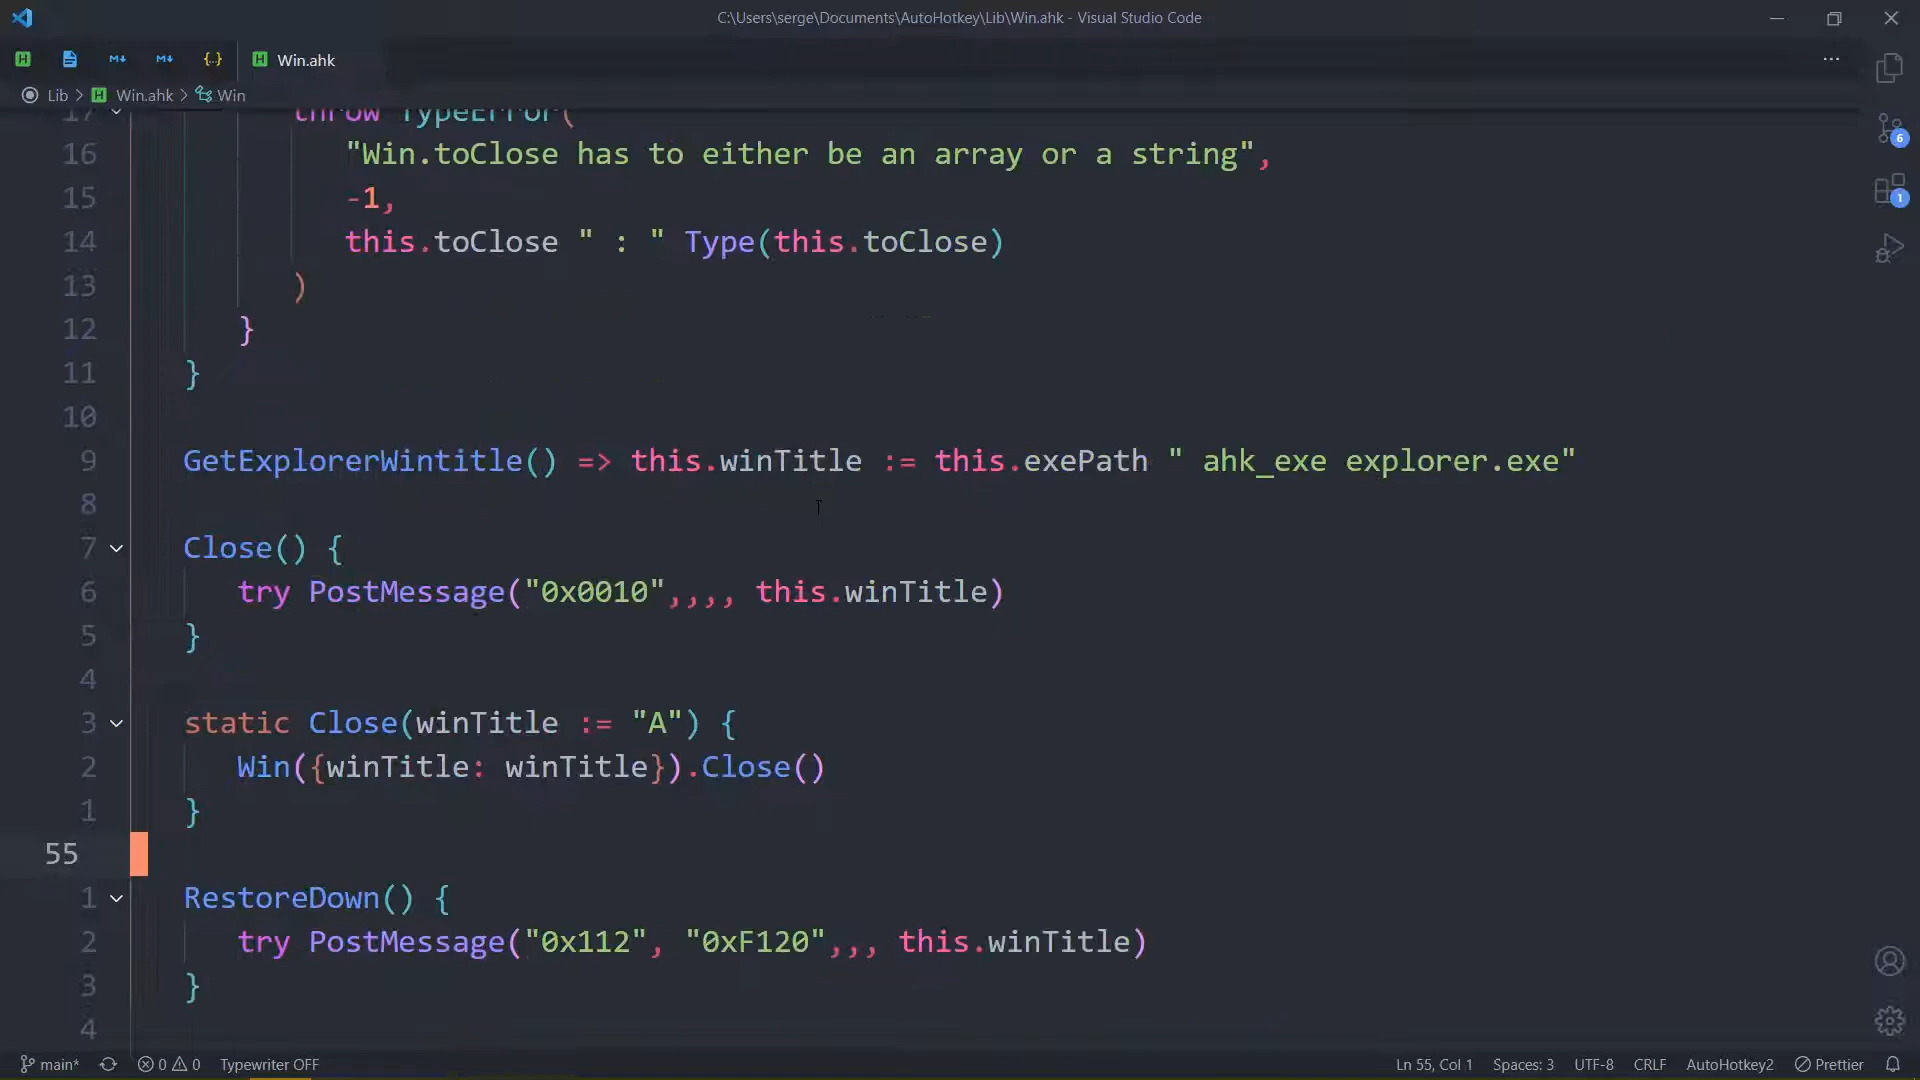 C:\Users\serge\Documents\AutoHotkey\Lib\Win.ahk - Visual Studio Code
Win.ahk
Lib > Win.ahk > Win
17 throw TypeError(
16 "Win.toClose has to either be an array or a string",
15 -1,
14 this.toClose " : " Type(this.toClose)
13 )
12 }
11 }
10
9 GetExplorerWintitle() => this.winTitle := this.exePath " ahk_exe explorer.exe"
8
7 Close() {
6 try PostMessage("0x0010",,,, this.winTitle)
5 }
4
3 static Close(winTitle := "A") {
2 Win({winTitle: winTitle}).Close()
1 }
55
1 RestoreDown() {
2 try PostMessage("0x112", "0xF120",,, this.winTitle)
3 }
4
6
1
main* 0 0 Typewriter OFF Ln 55, Col 1 Spaces: 3 UTF-8 CRLF AutoHotkey2 Prettier